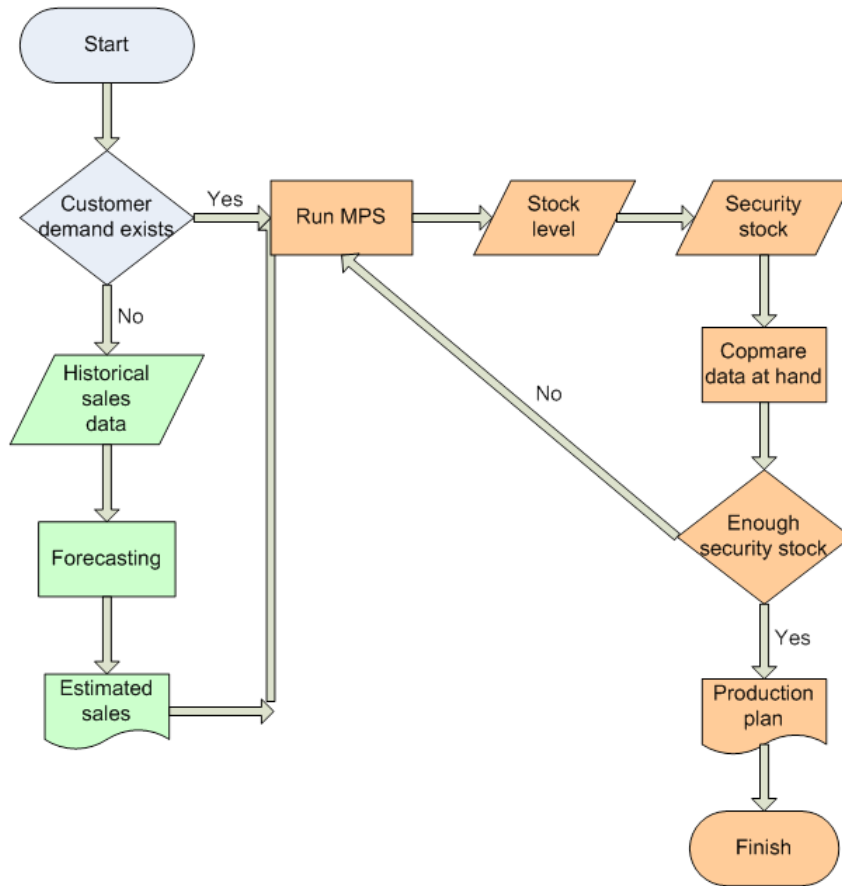 Start
Customer
demand exists
Yes
Run MPS
Stock
level
Security
stock
No
Historical
sales
data
Copmare
data at hand
No
Forecasting
Enough
security stock
Yes
Estimated
sales
Production
plan
Finish